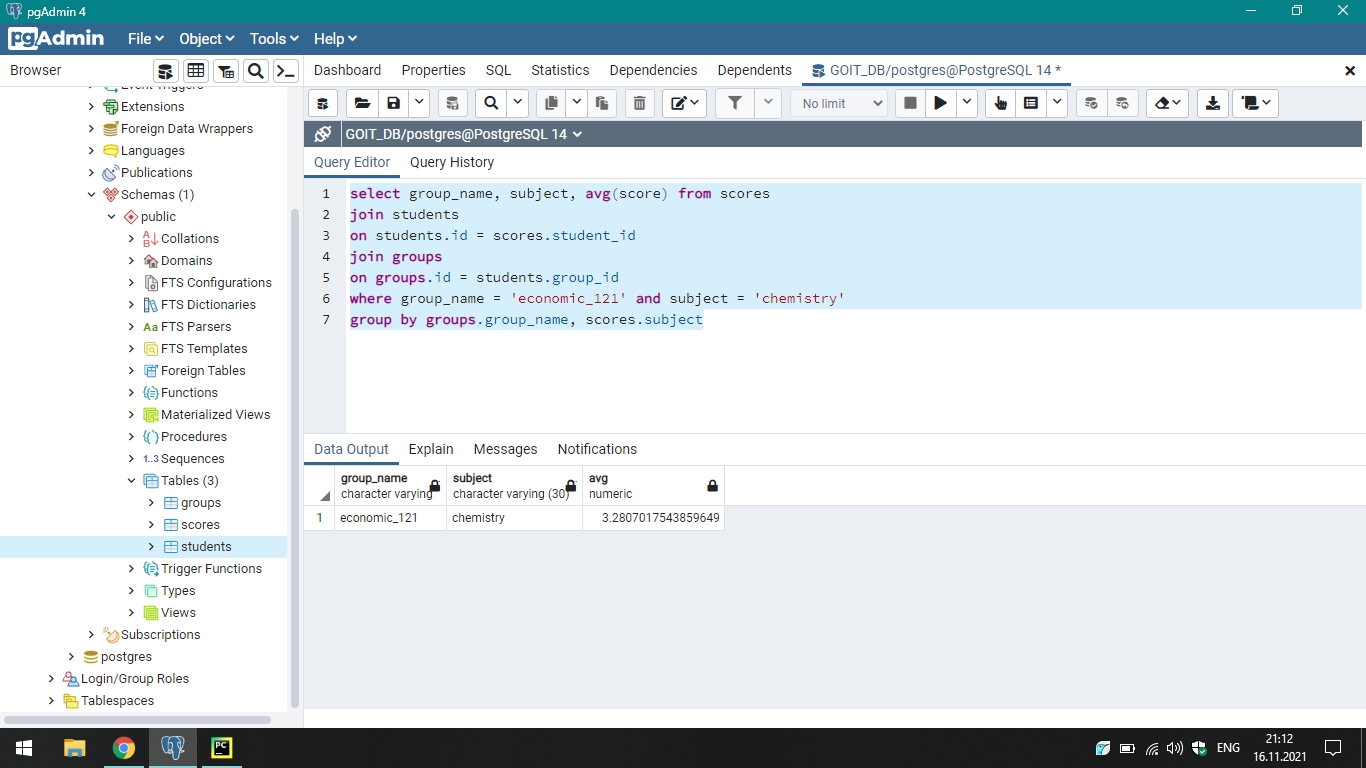 pgAdmin 4
pgAdmin File Object Tools Help
Browser
Dashboard Properties SQL Statistics Dependencies Dependents GOIT_DB/postgres@PostgreSQL 14 *
No limit
GOIT_DB/postgres@PostgreSQL 14
Query Editor Query History
Event Triggers
Extensions
Foreign Data Wrappers
Languages
Publications
Schemas (1)
public
Collations
Domains
FTS Configurations
FTS Dictionaries
Aa FTS Parsers
FTS Templates
Foreign Tables
Functions
Materialized Views
Procedures
1..3 Sequences
Tables (3)
groups
scores
students
Trigger Functions
Types
Views
Subscriptions
postgres
Login/Group Roles
Tablespaces
1 select group_name, subject, avg(score) from scores
2 join students
3 on students.id = scores.student_id
4 join groups
5 on groups.id = students.group_id
6 where group_name = 'economic_121' and subject = 'chemistry'
7 group by groups.group_name, scores.subject
Data Output Explain Messages Notifications
group_name subject avg
character varying character varying (30) numeric
1 economic_121 chemistry 3.2807017543859649
PC
ENG
21:12
16.11.2021